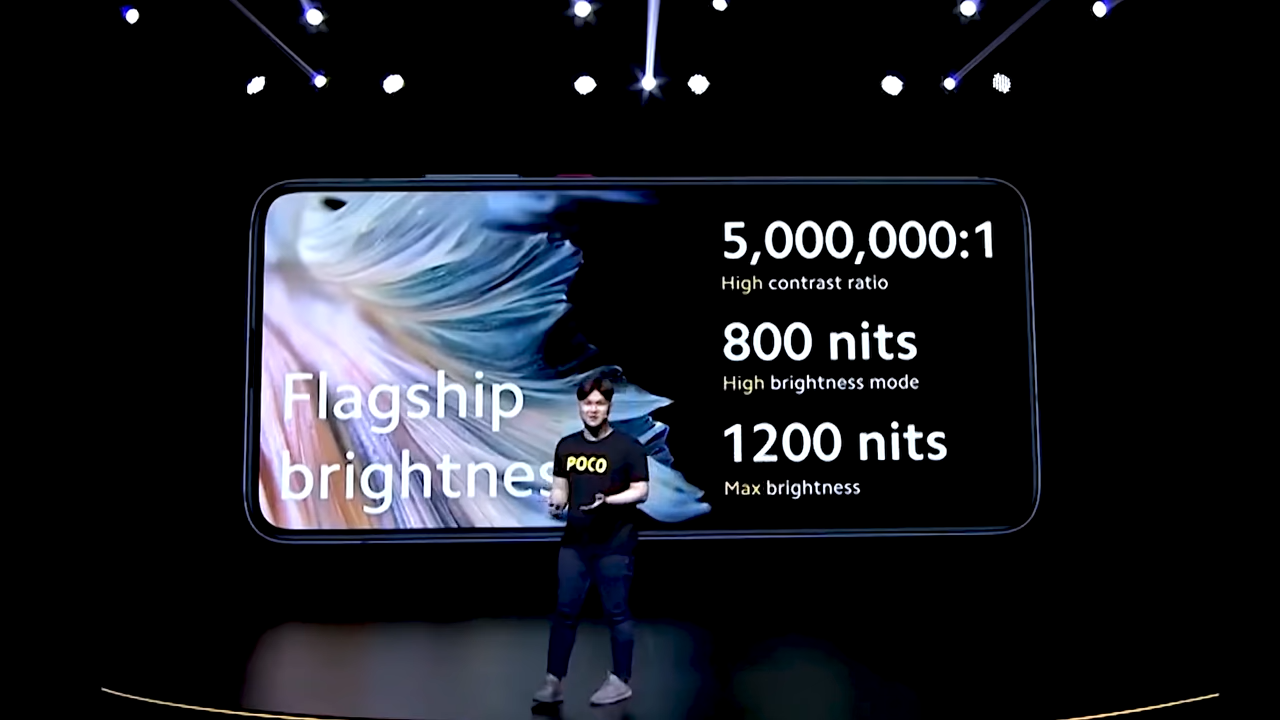 Flagship
brightnes
POCO
5,000,000:1
High contrast ratio
800 nits
High brightness mode
1200 nits
Max brightness